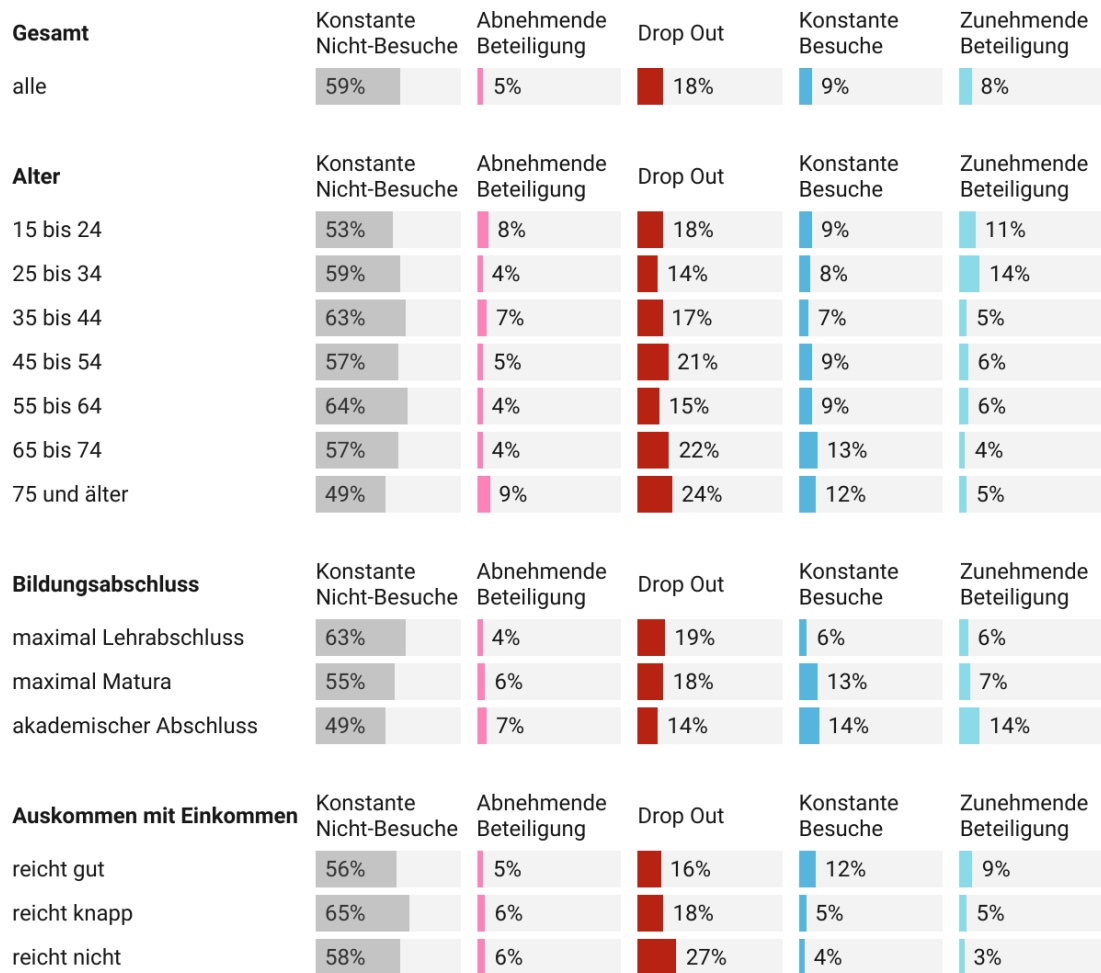 Gesamt Konstante Nicht-Besuche Abnehmende Beteiligung Drop Out Konstante Besuche Zunehmende Beteiligung
alle 59% 5% 18% 9% 8%
Alter Konstante Nicht-Besuche Abnehmende Beteiligung Drop Out Konstante Besuche Zunehmende Beteiligung
15 bis 24 53% 8% 18% 9% 11%
25 bis 34 59% 4% 14% 8% 14%
35 bis 44 63% 7% 17% 7% 5%
45 bis 54 57% 5% 21% 9% 6%
55 bis 64 64% 4% 15% 9% 6%
65 bis 74 57% 4% 22% 13% 4%
75 und älter 49% 9% 24% 12% 5%
Bildungsabschluss Konstante Nicht-Besuche Abnehmende Beteiligung Drop Out Konstante Besuche Zunehmende Beteiligung
maximal Lehrabschluss 63% 4% 19% 6% 6%
maximal Matura 55% 6% 18% 13% 7%
akademischer Abschluss 49% 7% 14% 14% 14%
Auskommen mit Einkommen Konstante Nicht-Besuche Abnehmende Beteiligung Drop Out Konstante Besuche Zunehmende Beteiligung
reicht gut 56% 5% 16% 12% 9%
reicht knapp 65% 6% 18% 5% 5%
reicht nicht 58% 6% 27% 4% 3%